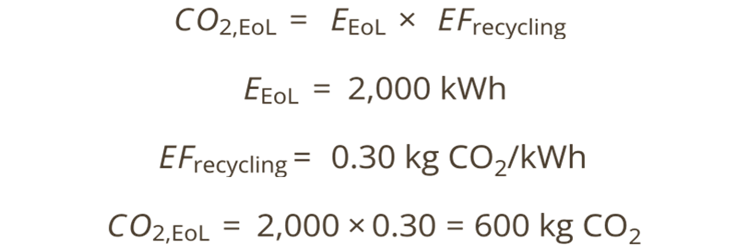 CO₂,EoL = EEoL × EFrecycling
EEoL = 2,000 kWh
EFrecycling = 0.30 kg CO₂/kWh
CO₂,EoL = 2,000 × 0.30 = 600 kg CO₂